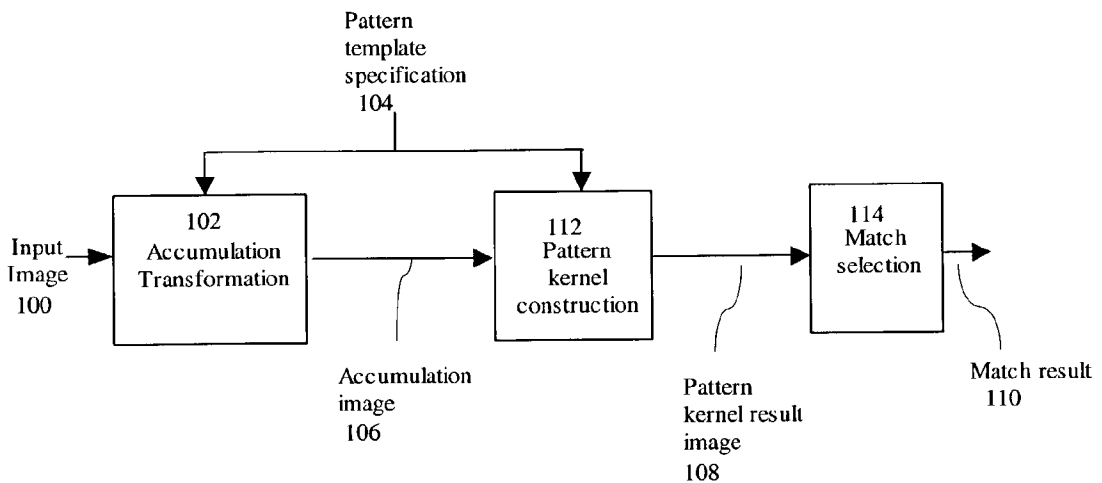 Pattern
template
specification
104
Input
Image
100
102
Accumulation
Transformation
112
Pattern
kernel
construction
114
Match
selection
Accumulation
image
106
Pattern
kernel result
image
108
Match result
110